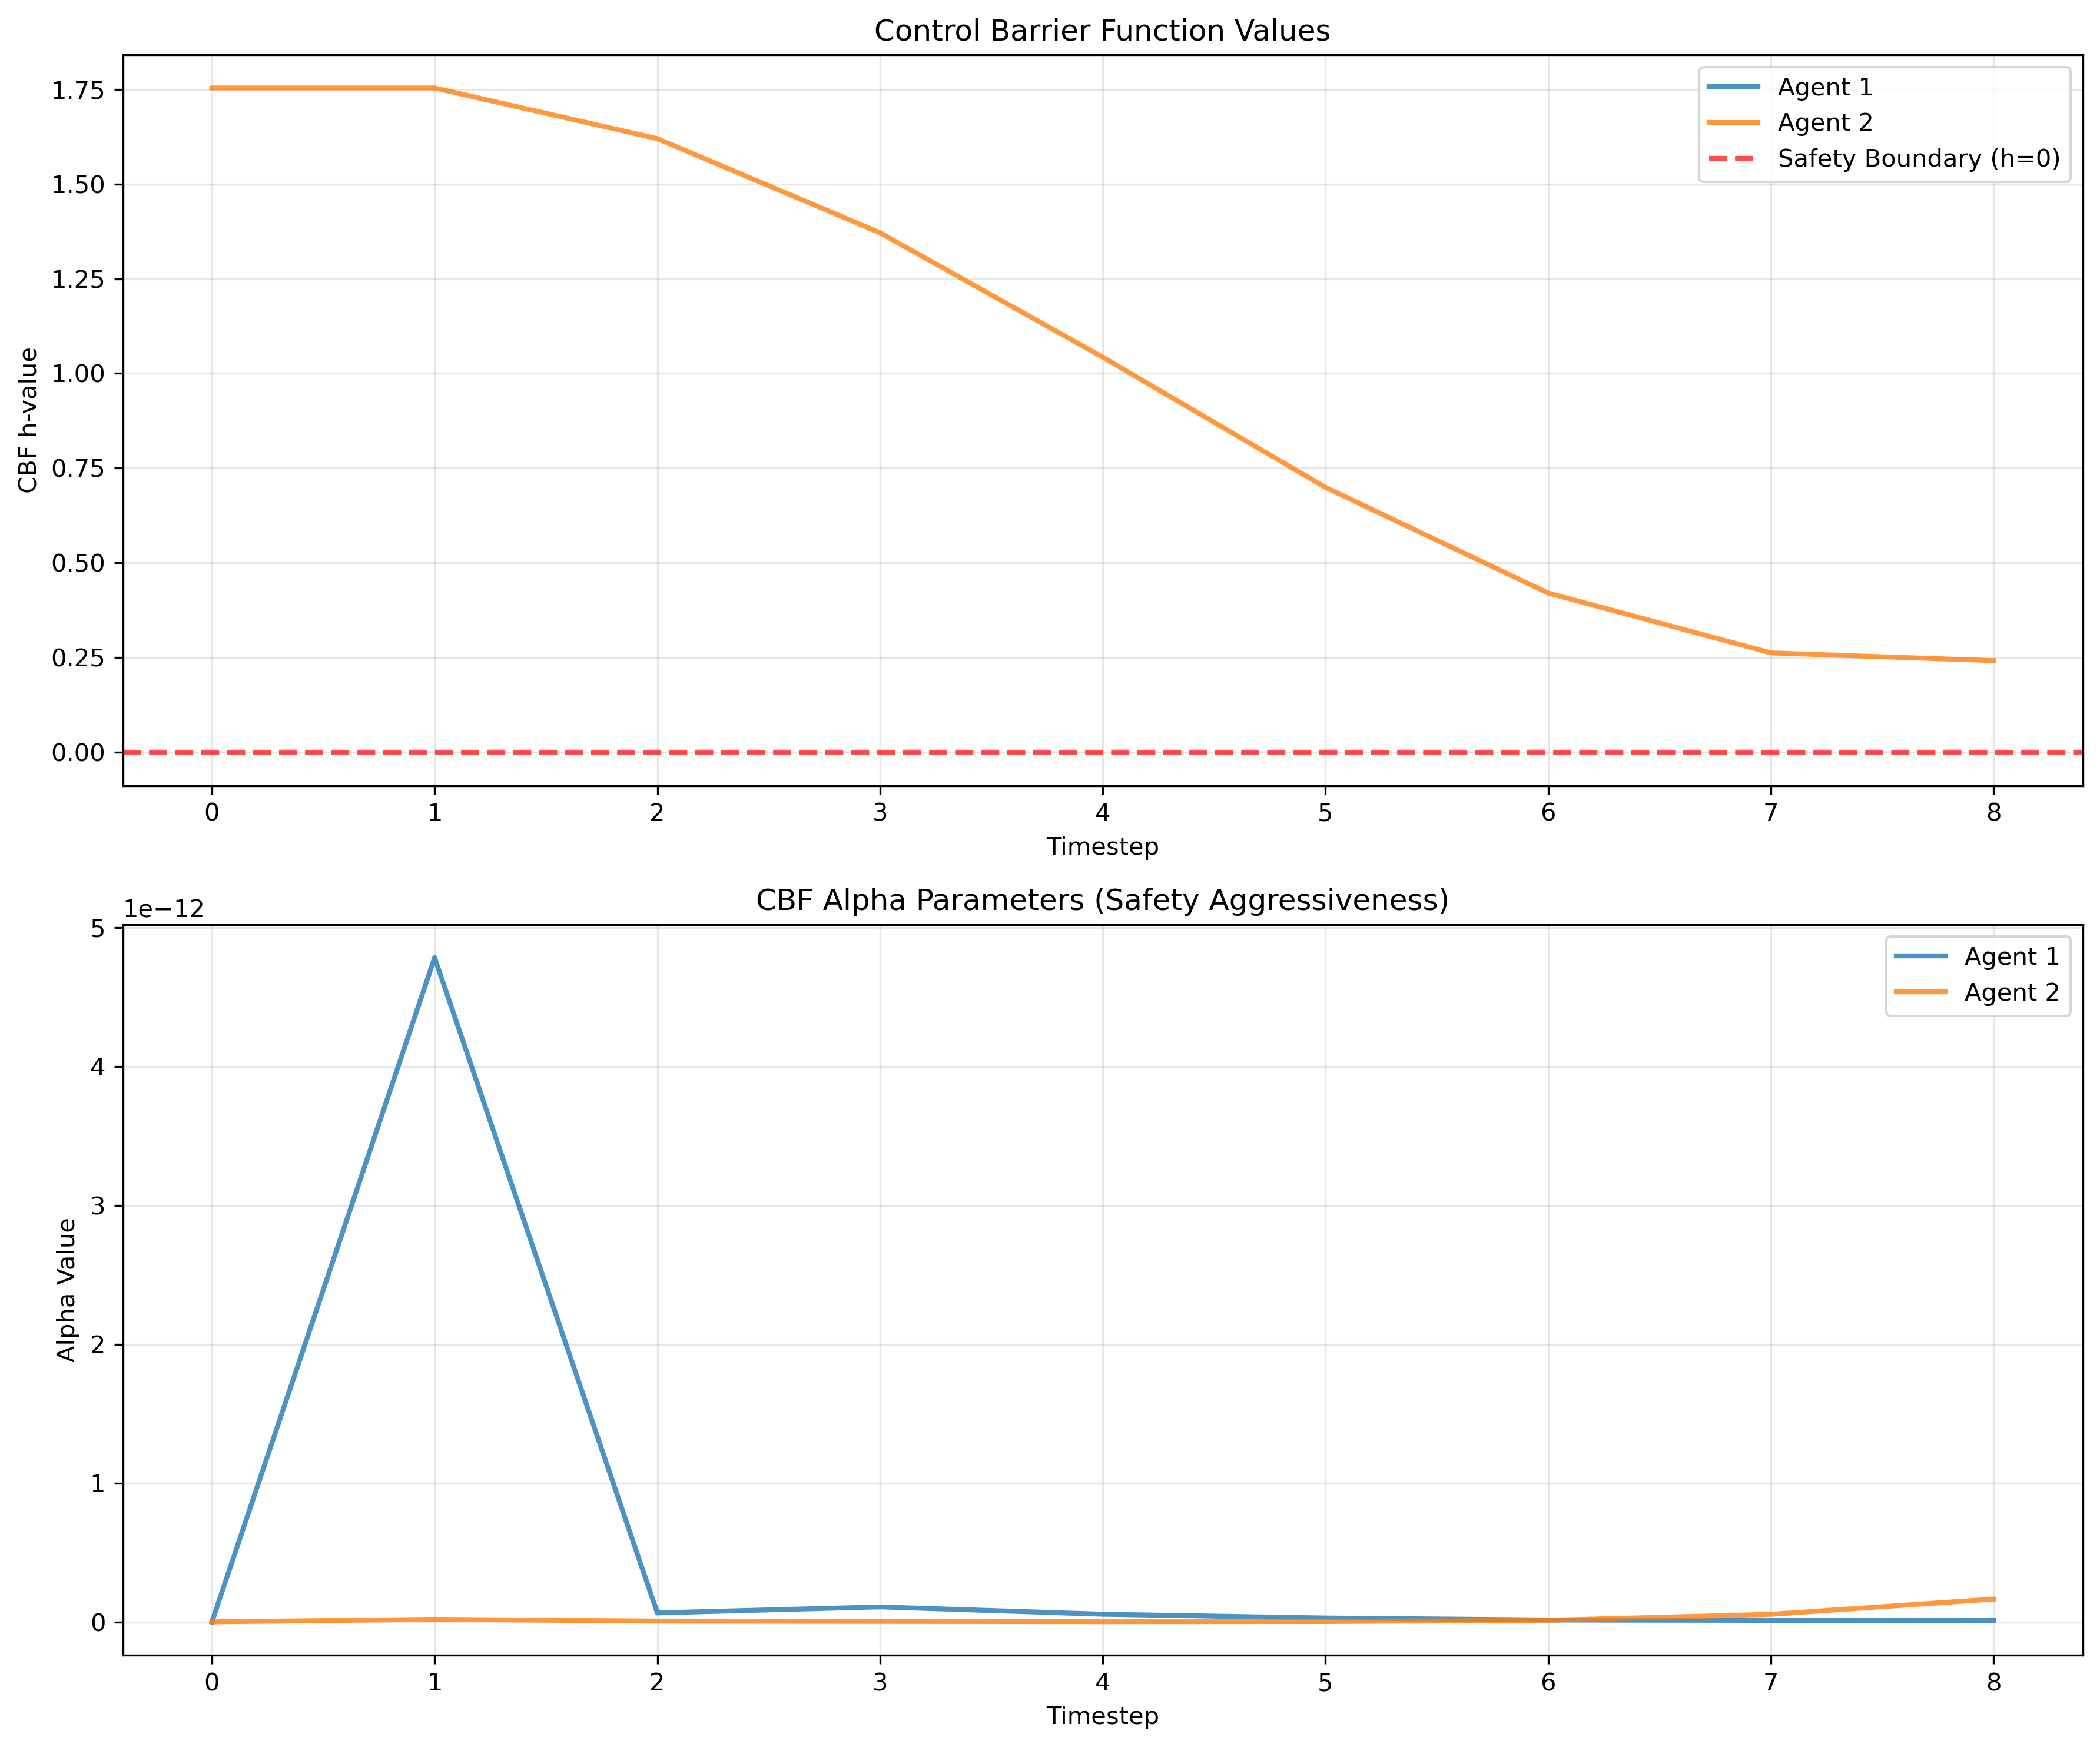 Control Barrier Function Values
1.75
1.50
1.25
1.00
0.75
0.50
0.25
0.00
CBF h-value
Agent 1
Agent 2
Safety Boundary (h=0)
0 1 2 3 4 5 6 7 8
Timestep
CBF Alpha Parameters (Safety Aggressiveness)
1e−12
5
4
3
2
1
0
Alpha Value
Agent 1
Agent 2
0 1 2 3 4 5 6 7 8
Timestep